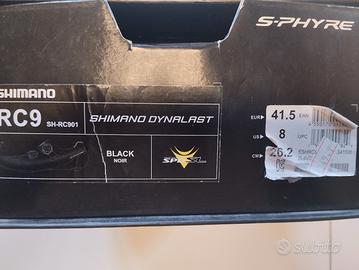 S-PHYRE
SHIMANO
RC9 SH-RC901
SHIMANO DYNALAST
BLACK
NOIR
EUR 41.5 EAN
US 8 UPC
CM 26.2
subito